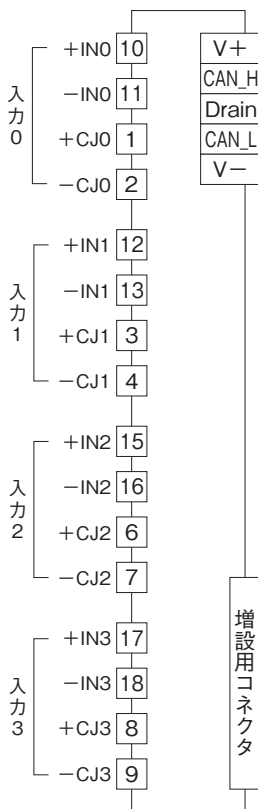 入力0
+IN0 10
−IN0 11
+CJ0 1
−CJ0 2
入力1
+IN1 12
−IN1 13
+CJ1 3
−CJ1 4
入力2
+IN2 15
−IN2 16
+CJ2 6
−CJ2 7
入力3
+IN3 17
−IN3 18
+CJ3 8
−CJ3 9
V+
CAN_H
Drain
CAN_L
V−
増設用コネクタ